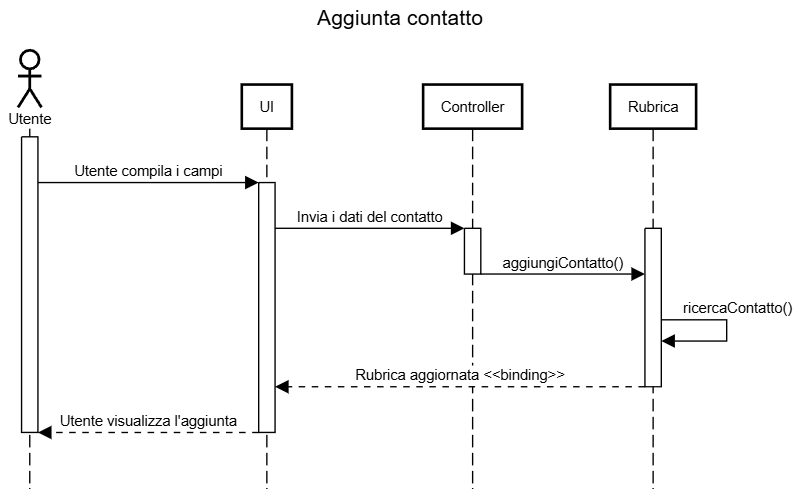 Aggiunta contatto
Utente
UI
Controller
Rubrica
Utente compila i campi
Invia i dati del contatto
aggiungiContatto()
ricercaContatto()
Rubrica aggiornata <<binding>>
Utente visualizza l'aggiunta